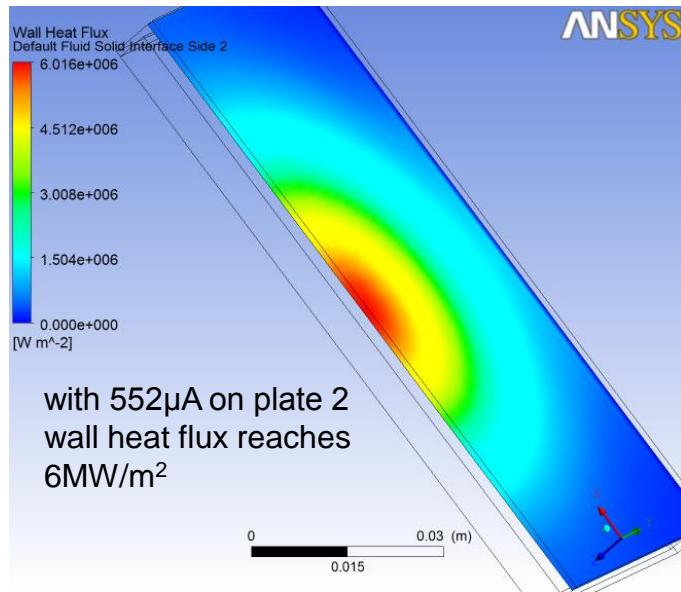 ANSYS
Wall Heat Flux
Default Fluid Solid Interface Side 2
6.016e+006
4.512e+006
3.008e+006
1.504e+006
0.000e+000
[W m^-2]
with 552µA on plate 2
wall heat flux reaches
6MW/m²
0 0.03 (m)
0.015
Y